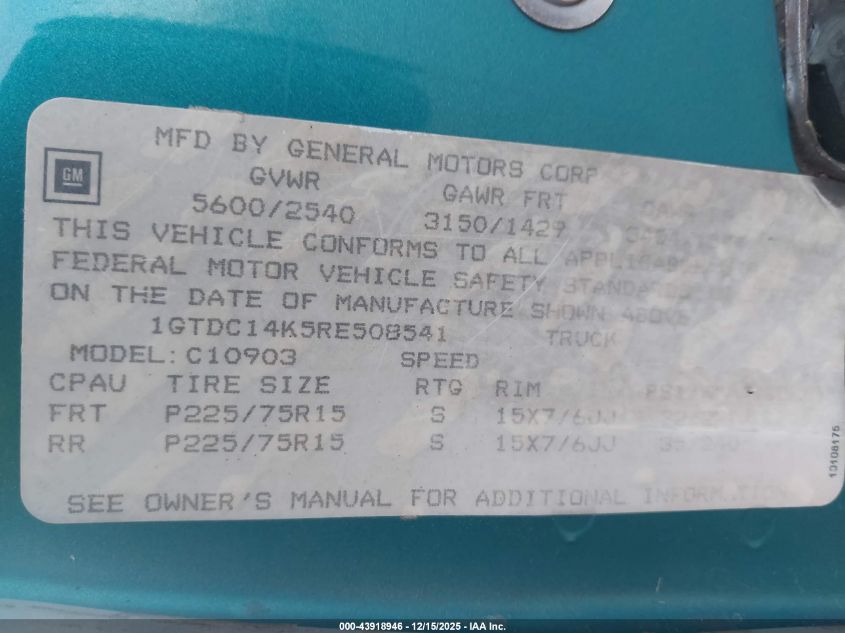 MFD BY GENERAL MOTORS CORP
GM
GVWR GAWR FRT
5600/2540 3150/1429
THIS VEHICLE CONFORMS TO ALL
FEDERAL MOTOR VEHICLE SAFETY
ON THE DATE OF MANUFACTURE SHOWN ABOVE
1GTDC14K5RE508541 TRUCK
MODEL: C10903 SPEED
CPAU TIRE SIZE RTG RIM
FRT P225/75R15 S 15X7/6JJ
RR P225/75R15 S 15X7/6JJ
SEE OWNER'S MANUAL FOR ADDITIONAL INFORMATION
10108175
000-43918946 - 12/15/2025 - IAA Inc.